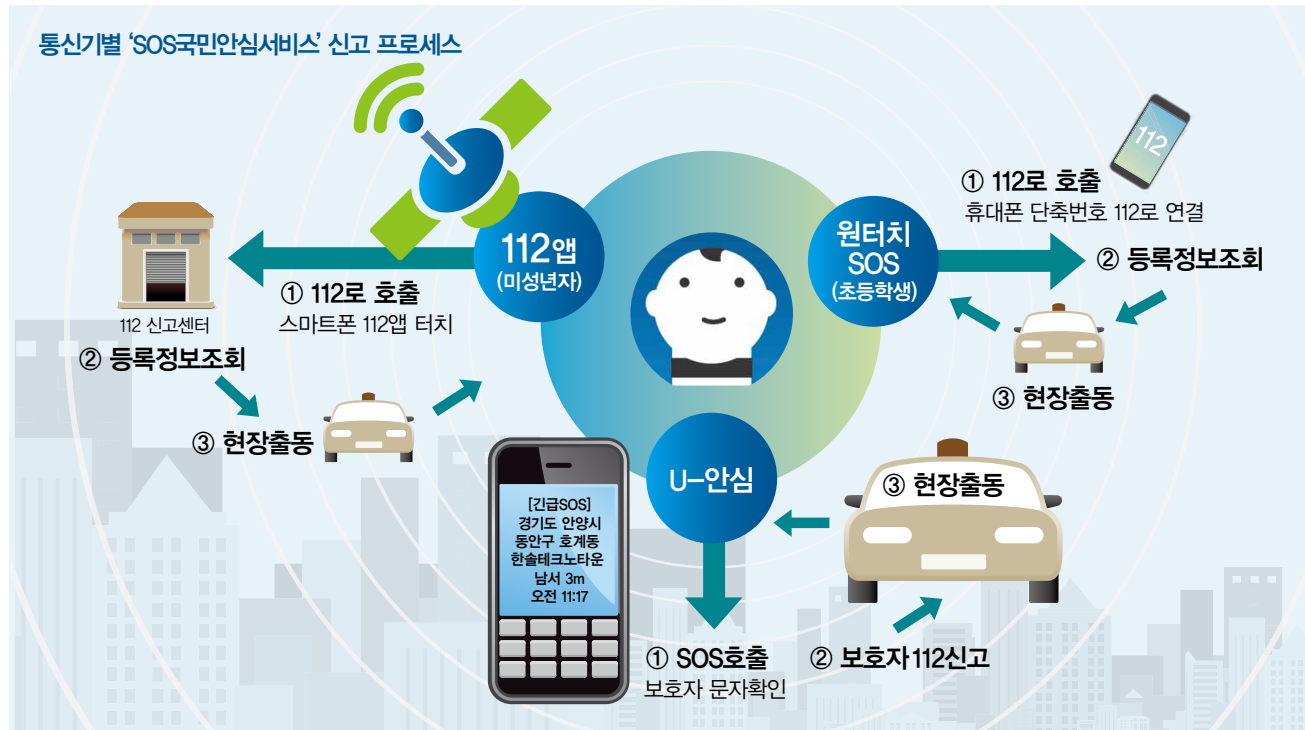 통신기별 ‘SOS국민안심서비스’ 신고 프로세스
112앱
(미성년자)
① 112로 호출
스마트폰 112앱 터치
112 신고센터
② 등록정보조회
③ 현장출동
원터치
SOS
(초등학생)
112
① 112로 호출
휴대폰 단축번호 112로 연결
② 등록정보조회
③ 현장출동
U-안심
[긴급SOS]
경기도 안양시
동안구 호계동
한솔테크노타운
남서 3m
오전 11:17
① SOS호출
보호자 문자확인
② 보호자112신고
③ 현장출동